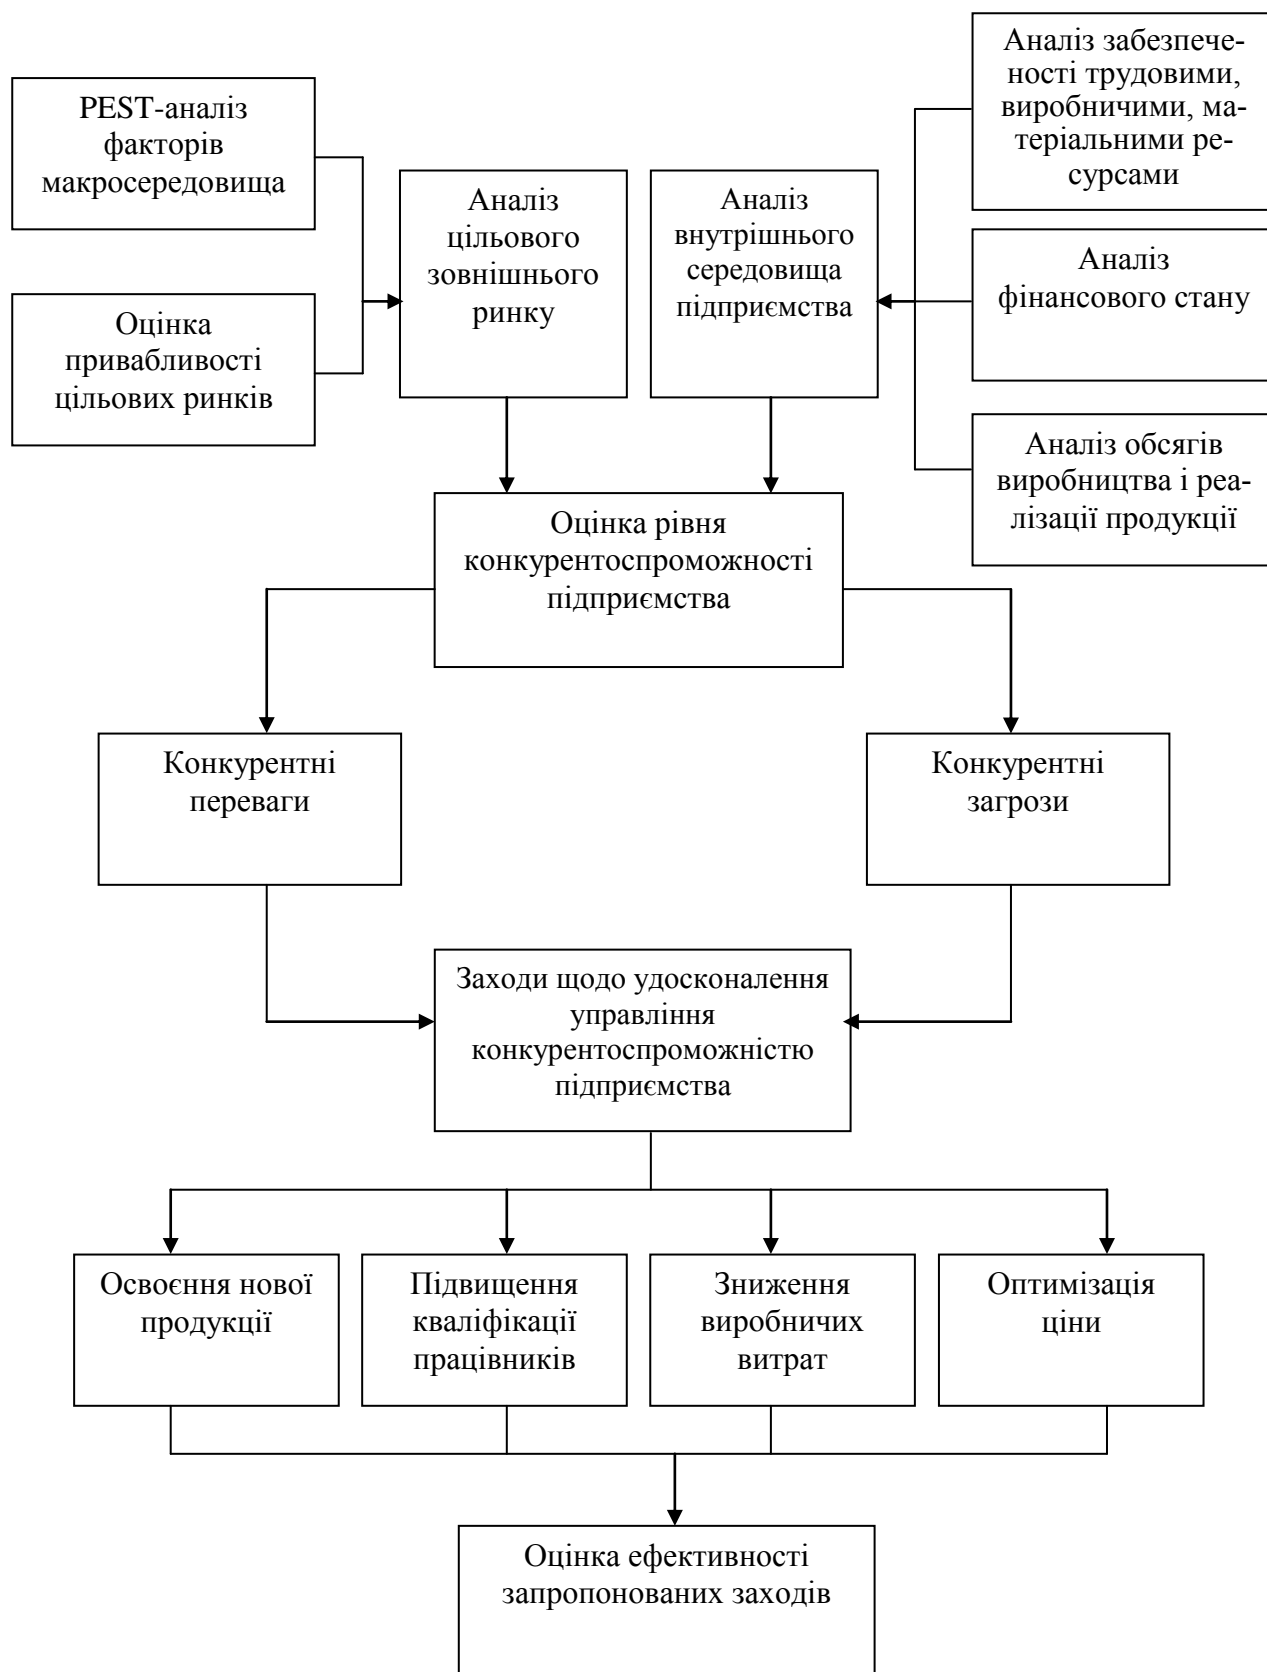 PEST-аналіз
факторів
макросередовища
Оцінка
привабливості
цільових ринків
Аналіз
цільового
зовнішнього
ринку
Аналіз
внутрішнього
середовища
підприємства
Аналіз забезпече-
ності трудовими,
виробничими, ма-
теріальними ре-
сурсами
Аналіз
фінансового стану
Аналіз обсягів
виробництва і реа-
лізації продукції
Оцінка рівня
конкурентоспроможності
підприємства
Конкурентні
переваги
Конкурентні
загрози
Заходи щодо удосконалення
управління
конкурентоспроможністю
підприємства
Освоєння нової
продукції
Підвищення
кваліфікації
працівників
Зниження
виробничих
витрат
Оптимізація
ціни
Оцінка ефективності
запропонованих заходів